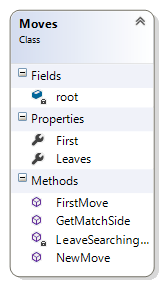 Moves
Class
Fields
root
Properties
First
Leaves
Methods
FirstMove
GetMatchSide
LeaveSearching...
NewMove